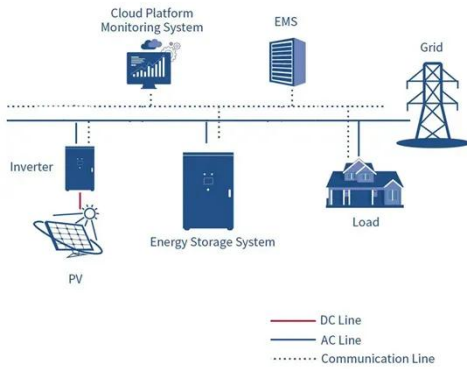 Cloud Platform
Monitoring System
EMS
Grid
Inverter
Energy Storage System
Load
PV
DC Line
AC Line
Communication Line